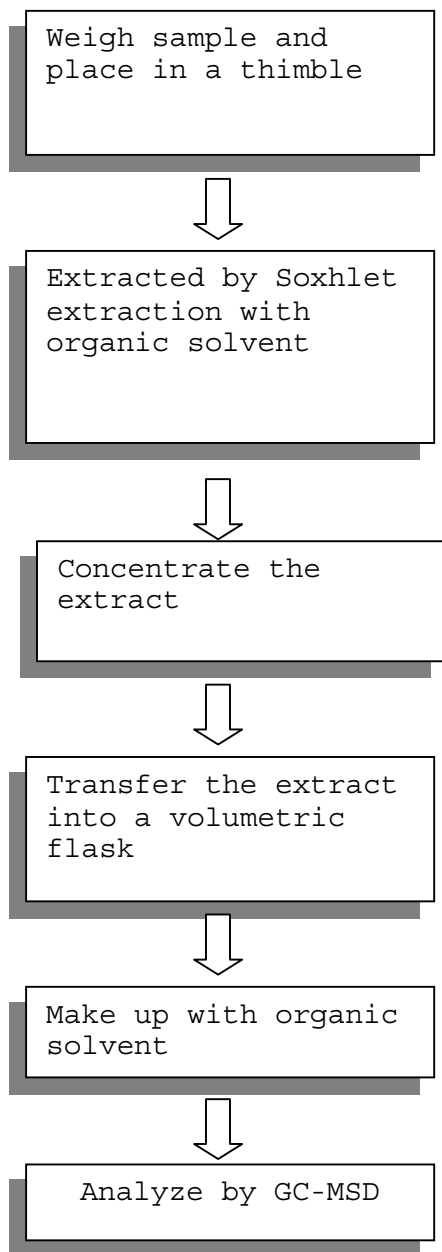 Weigh sample and
place in a thimble
Extracted by Soxhlet
extraction with
organic solvent
Concentrate the
extract
Transfer the extract
into a volumetric
flask
Make up with organic
solvent
Analyze by GC-MSD